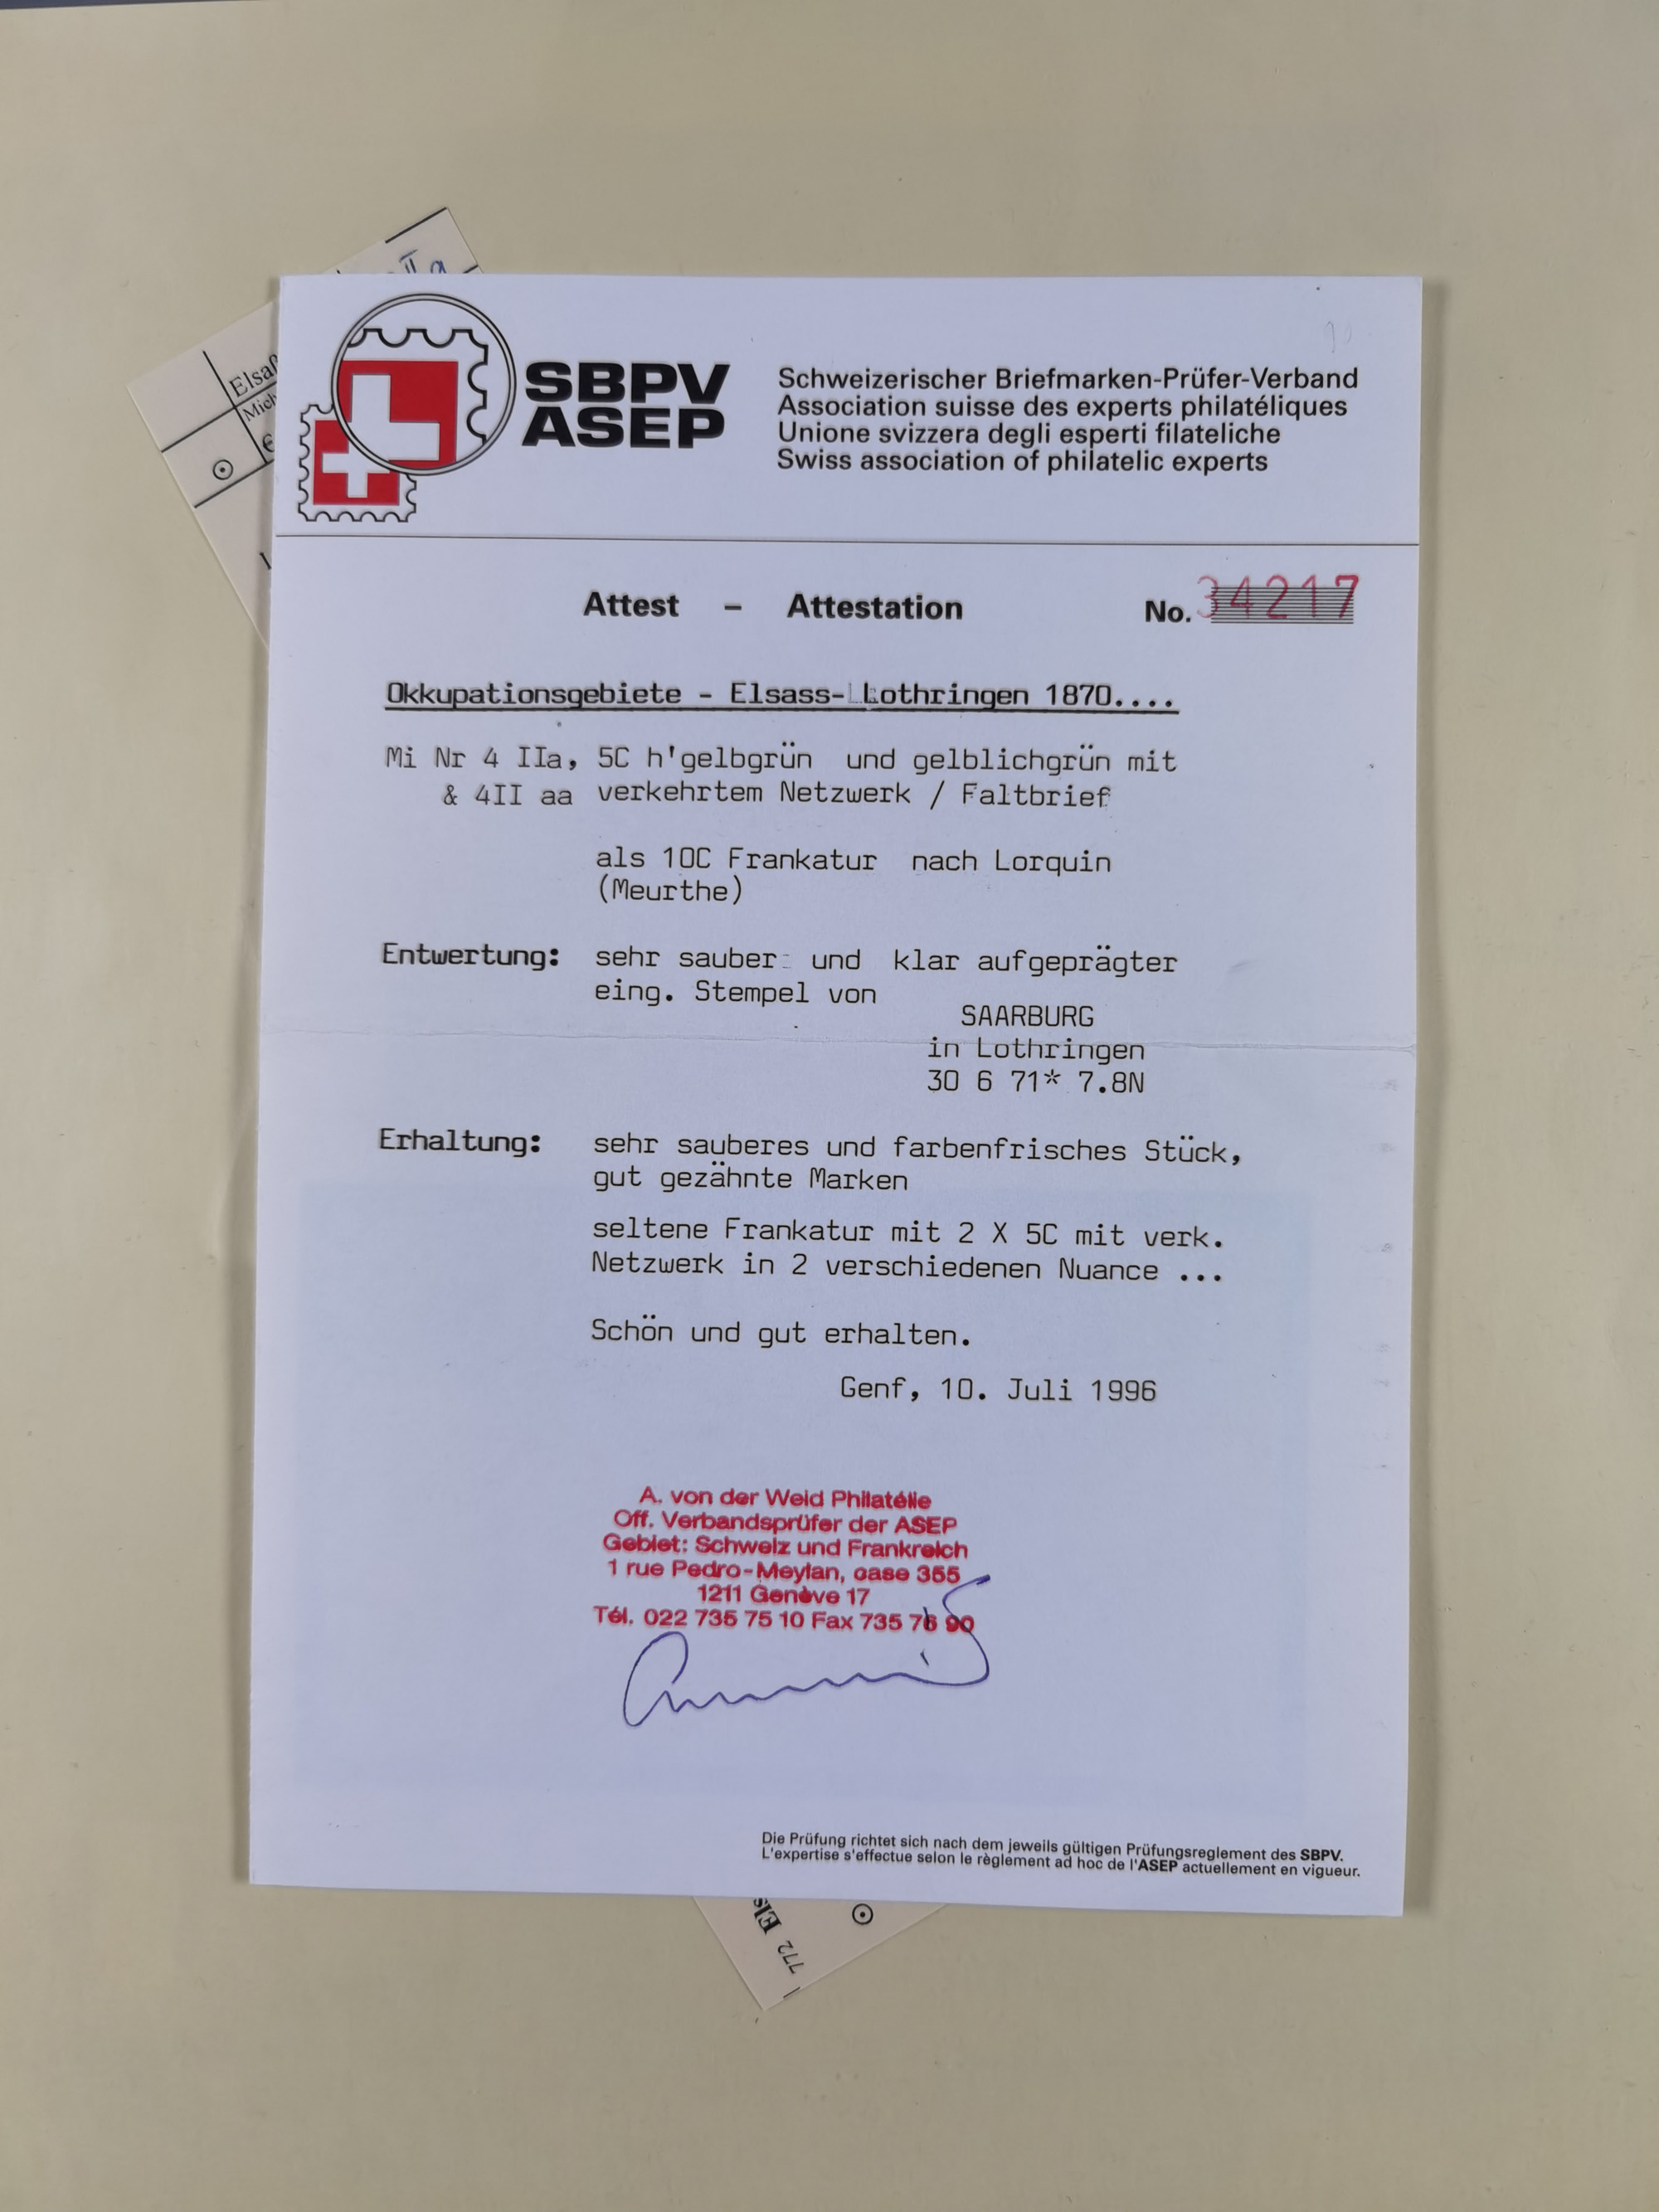 II a
Elsaß
Mich
€
SBPV
ASEP
Schweizerischer Briefmarken-Prüfer-Verband
Association suisse des experts philatéliques
Unione svizzera degli esperti filateliche
Swiss association of philatelic experts
Attest - Attestation No. 34217
Okkupationsgebiete - Elsass-Lothringen 1870....
Mi Nr 4 IIa, 5C h'gelbgrün und gelblichgrün mit
& 4II aa verkehrtem Netzwerk / Faltbrief
als 10C Frankatur nach Lorquin
(Meurthe)
Entwertung: sehr sauber und klar aufgeprägter
eing. Stempel von
SAARBURG
in Lothringen
30 6 71* 7.8N
Erhaltung: sehr sauberes und farbenfrisches Stück,
gut gezähnte Marken
seltene Frankatur mit 2 X 5C mit verk.
Netzwerk in 2 verschiedenen Nuance ...
Schön und gut erhalten.
Genf, 10. Juli 1996
A. von der Weid Philatélie
Off. Verbandsprüfer der ASEP
Gebiet: Schweiz und Frankreich
1 rue Pedro-Meylan, case 355
1211 Genève 17
Tél. 022 735 75 10 Fax 735 76 90
Die Prüfung richtet sich nach dem jeweils gültigen Prüfungsreglement des SBPV.
L'expertise s'effectue selon le règlement ad hoc de l'ASEP actuellement en vigueur.
772 Els